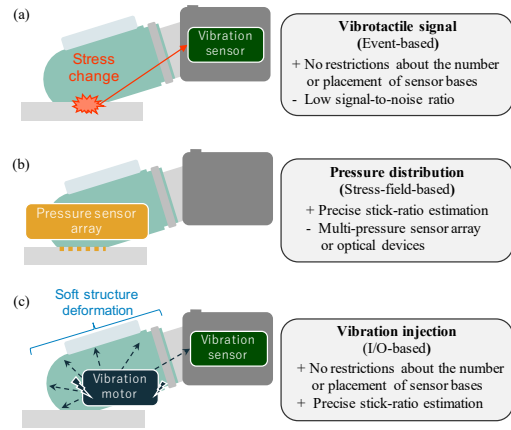 (a)
Stress
change
Vibration
sensor
Vibrotactile signal
(Event-based)
+ No restrictions about the number
or placement of sensor bases
- Low signal-to-noise ratio
(b)
Pressure sensor
array
Pressure distribution
(Stress-field-based)
+ Precise stick-ratio estimation
- Multi-pressure sensor array
or optical devices
(c)
Soft structure
deformation
Vibration
motor
Vibration
sensor
Vibration injection
(I/O-based)
+ No restrictions about the number
or placement of sensor bases
+ Precise stick-ratio estimation